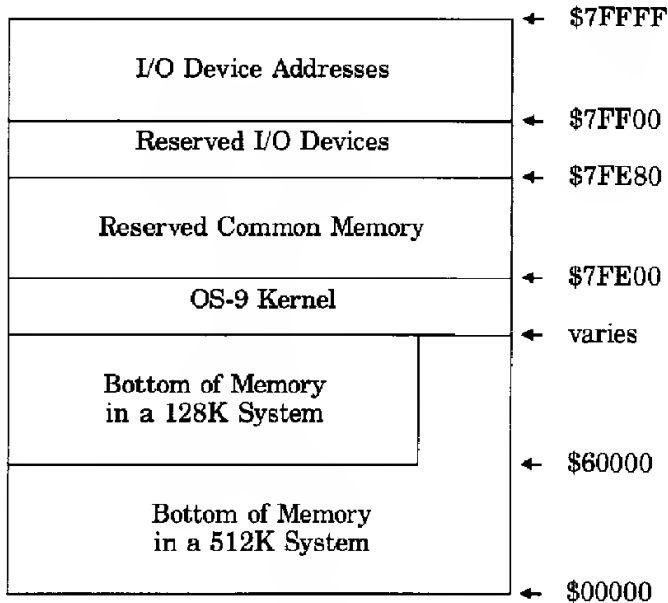 $7FFFF
I/O Device Addresses
$7FF00
Reserved I/O Devices
$7FE80
Reserved Common Memory
$7FE00
OS-9 Kernel
varies
Bottom of Memory
in a 128K System
$60000
Bottom of Memory
in a 512K System
$00000